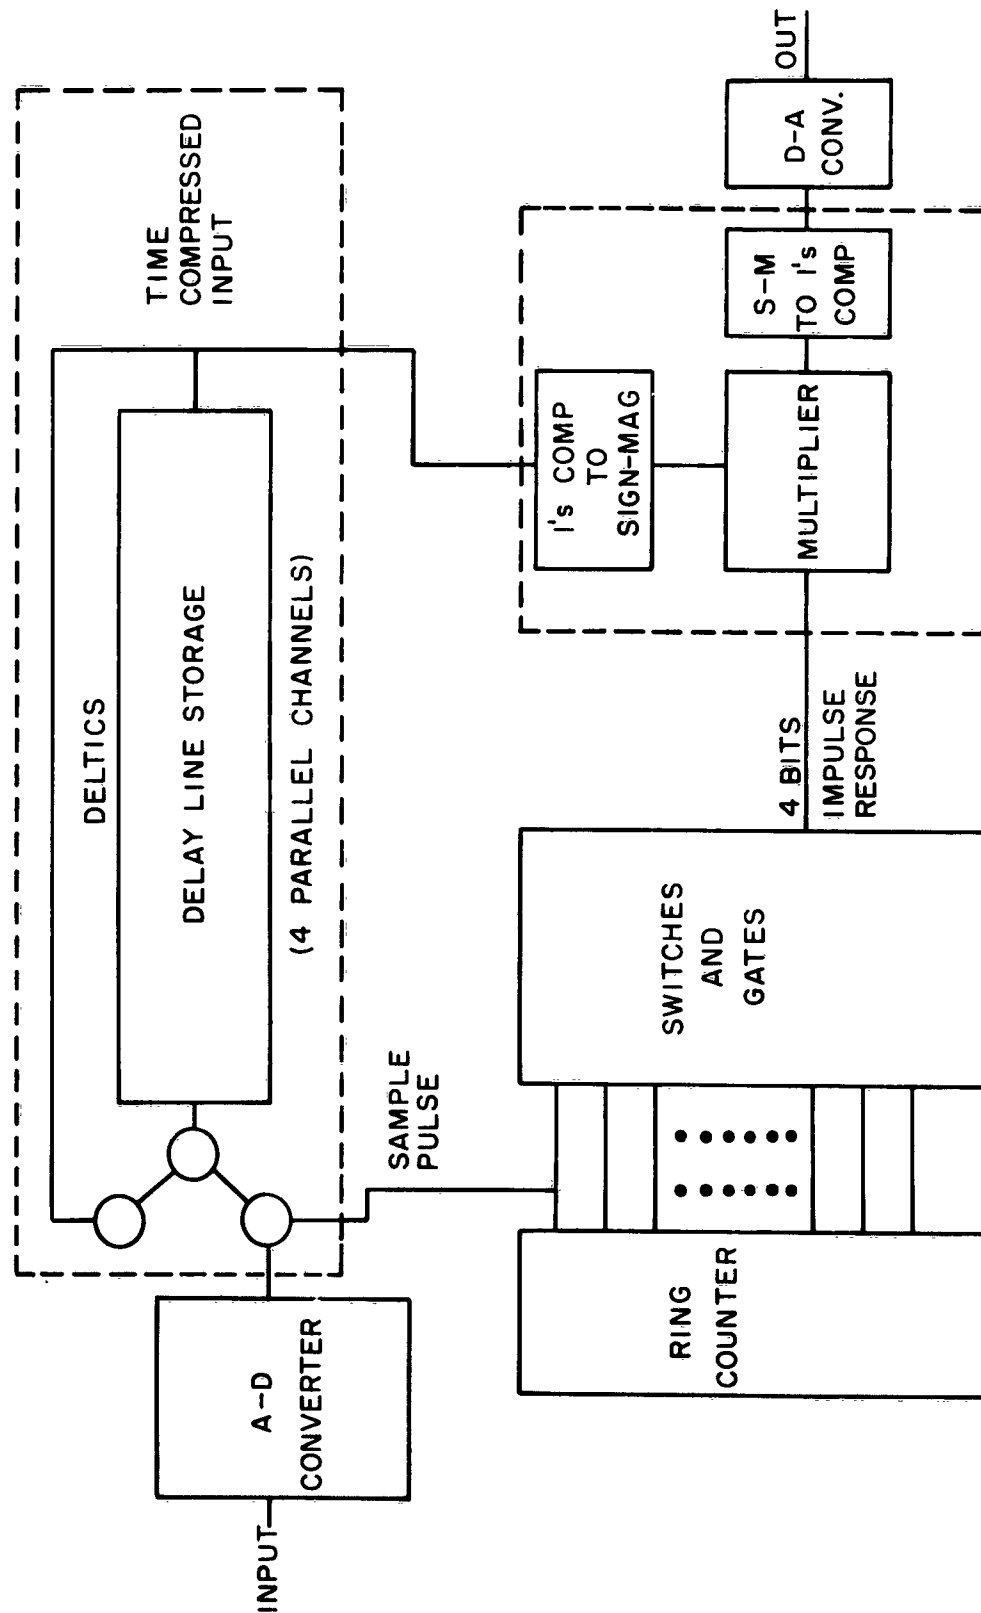 INPUT
A-D
CONVERTER
DELTICS
DELAY LINE STORAGE
(4 PARALLEL CHANNELS)
TIME
COMPRESSED
INPUT
SAMPLE
PULSE
RING
COUNTER
SWITCHES
AND
GATES
4 BITS
IMPULSE
RESPONSE
1's COMP
TO
SIGN-MAG
MULTIPLIER
S-M
TO 1's
COMP
D-A
CONV.
OUT